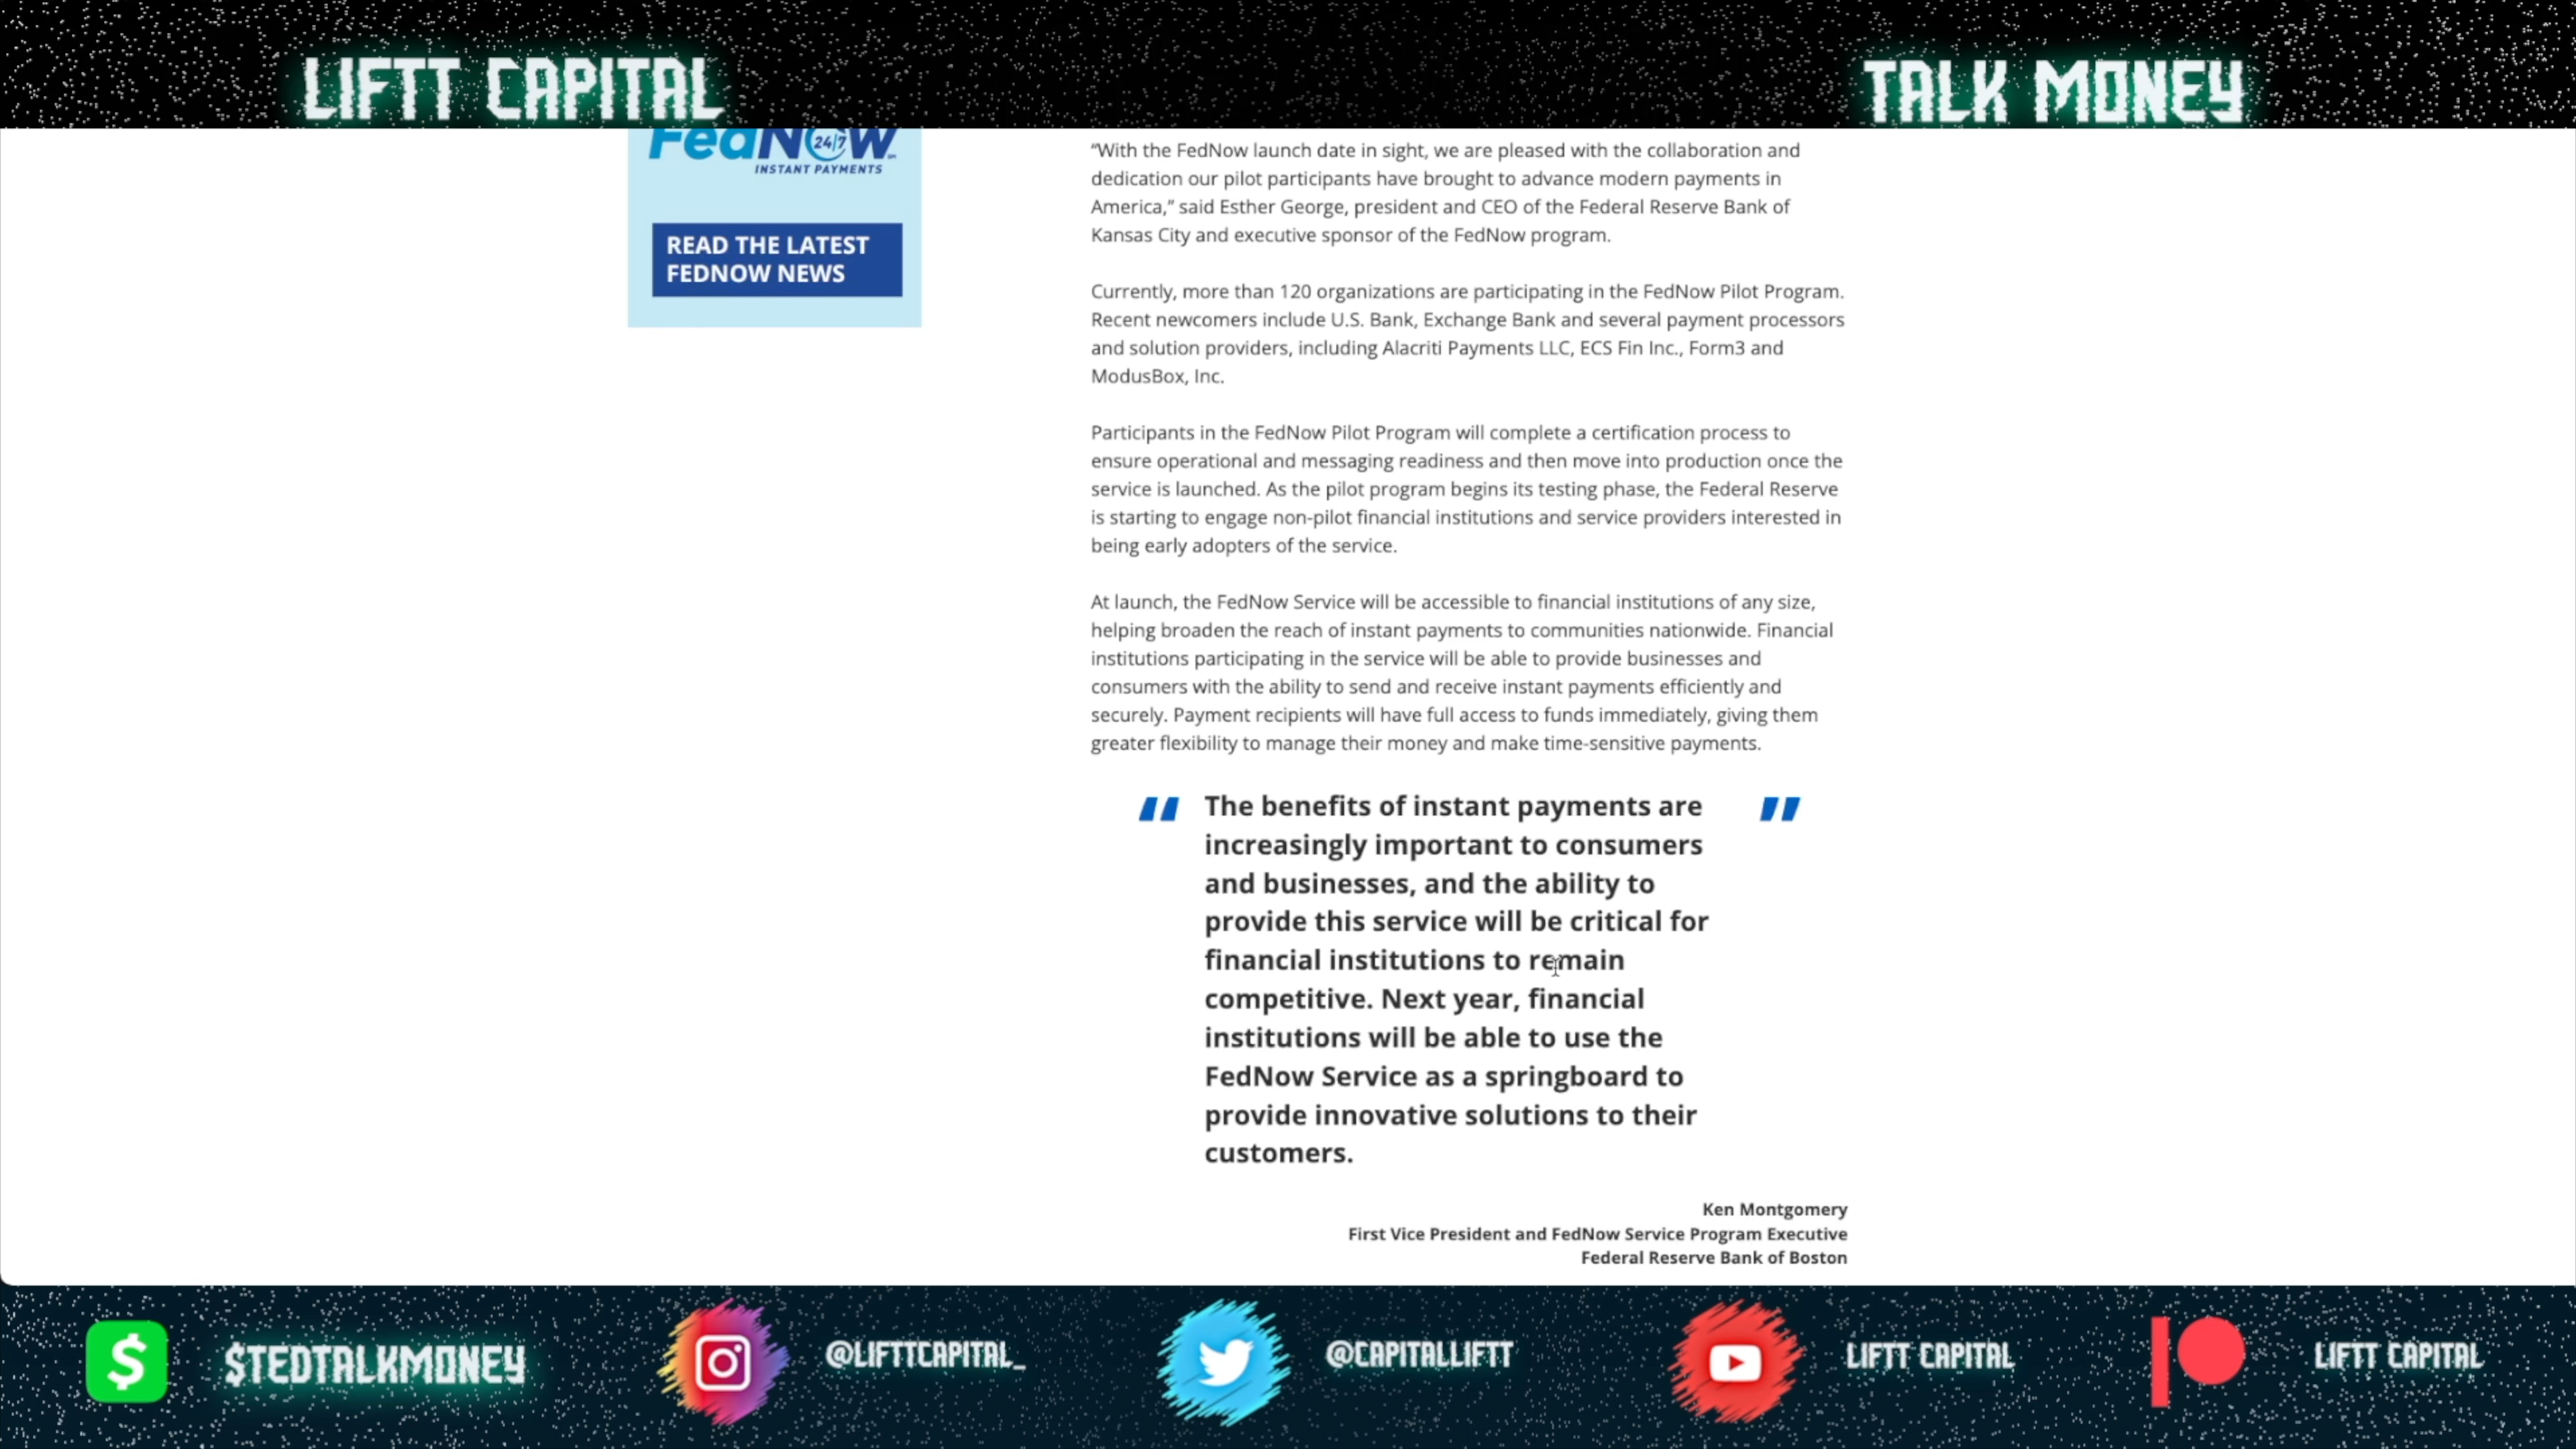 LIFTT CAPITAL
TALK MONEY
FedNow
24/7
INSTANT PAYMENTS
READ THE LATEST
FEDNOW NEWS
“With the FedNow launch date in sight, we are pleased with the collaboration and
dedication our pilot participants have brought to advance modern payments in
America,” said Esther George, president and CEO of the Federal Reserve Bank of
Kansas City and executive sponsor of the FedNow program.
Currently, more than 120 organizations are participating in the FedNow Pilot Program.
Recent newcomers include U.S. Bank, Exchange Bank and several payment processors
and solution providers, including Alacriti Payments LLC, ECS Fin Inc., Form3 and
ModusBox, Inc.
Participants in the FedNow Pilot Program will complete a certification process to
ensure operational and messaging readiness and then move into production once the
service is launched. As the pilot program begins its testing phase, the Federal Reserve
is starting to engage non-pilot financial institutions and service providers interested in
being early adopters of the service.
At launch, the FedNow Service will be accessible to financial institutions of any size,
helping broaden the reach of instant payments to communities nationwide. Financial
institutions participating in the service will be able to provide businesses and
consumers with the ability to send and receive instant payments efficiently and
securely. Payment recipients will have full access to funds immediately, giving them
greater flexibility to manage their money and make time-sensitive payments.
" The benefits of instant payments are "
increasingly important to consumers
and businesses, and the ability to
provide this service will be critical for
financial institutions to remain
competitive. Next year, financial
institutions will be able to use the
FedNow Service as a springboard to
provide innovative solutions to their
customers.
Ken Montgomery
First Vice President and FedNow Service Program Executive
Federal Reserve Bank of Boston
$
$TEDTALKMONEY
@LIFTTCAPITAL_
@CAPITALLIFTT
LIFTT CAPITAL
LIFTT CAPITAL